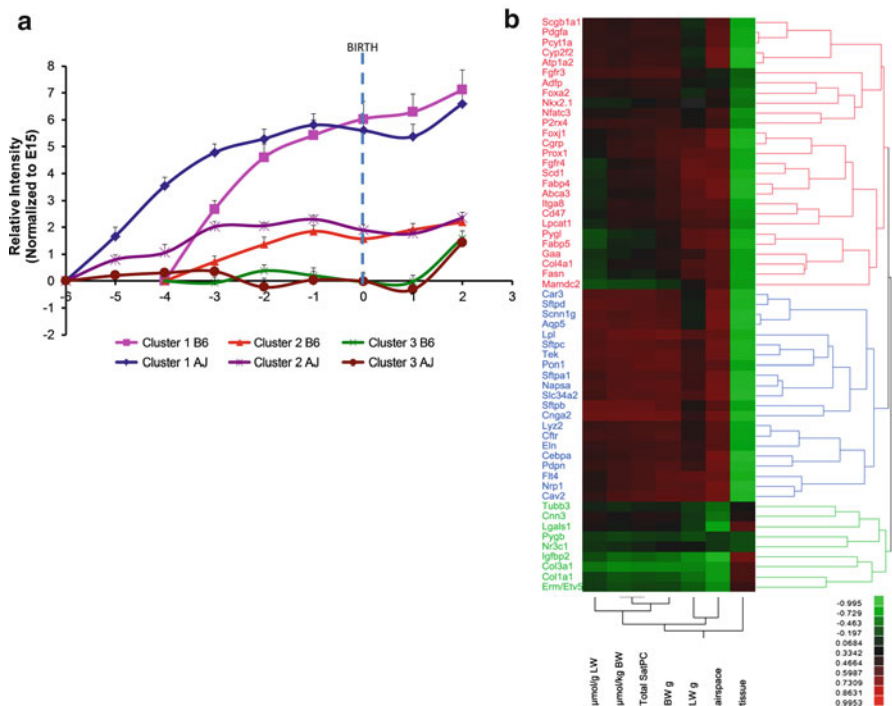 a
BIRTH
Relative Intensity
(Normalized to E15)
8
7
6
5
4
3
2
1
0
-1
-2
-6
-5
-4
-3
-2
-1
0
1
2
3
Cluster 1 B6
Cluster 2 B6
Cluster 3 B6
Cluster 1 AJ
Cluster 2 AJ
Cluster 3 AJ
b
Scgb1a1
Pdgfa
Pcyt1a
Cyp2f2
Atp1a2
Fgfr3
Adfp
Foxa2
Nkx2.1
Nfatc3
P2rx4
Foxj1
Cgrp
Prox1
Fgfr4
Scd1
Fabp4
Abca3
Itga8
Cd47
Lpcat1
Pygl
Fabp5
Gaa
Col4a1
Fasn
Mamdc2
Car3
Sftpd
Scnn1g
Aqp5
Lpl
Sftpc
Tek
Pon1
Sftpa1
Napsa
Slc34a2
Sftpb
Cnga2
Lyz2
Cftr
Eln
Cebpa
Pdpn
Flt4
Nrp1
Cav2
Tubb3
Cnn3
Lgals1
Pygb
Nr3c1
Igfbp2
Col3a1
Col1a1
Erm/Etv5
µmol/g LW
µmol/kg BW
Total SatPC
BW g
LW g
airspace
tissue
-0.995
-0.729
-0.463
-0.197
0.0684
0.3342
0.4664
0.5987
0.7309
0.8631
0.9953